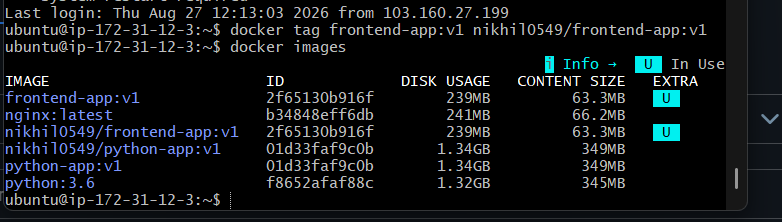 Last login: Thu Aug 27 12:13:03 2026 from 103.160.27.199
ubuntu@ip-172-31-12-3:~$ docker tag frontend-app:v1 nikhil0549/frontend-app:v1
ubuntu@ip-172-31-12-3:~$ docker images
i Info → U In Use
IMAGE ID DISK USAGE CONTENT SIZE EXTRA
frontend-app:v1 2f65130b916f 239MB 63.3MB U
nginx:latest b34848eff6db 241MB 66.2MB
nikhil0549/frontend-app:v1 2f65130b916f 239MB 63.3MB U
nikhil0549/python-app:v1 01d33faf9c0b 1.34GB 349MB
python-app:v1 01d33faf9c0b 1.34GB 349MB
python:3.6 f8652afaf88c 1.32GB 345MB
ubuntu@ip-172-31-12-3:~$